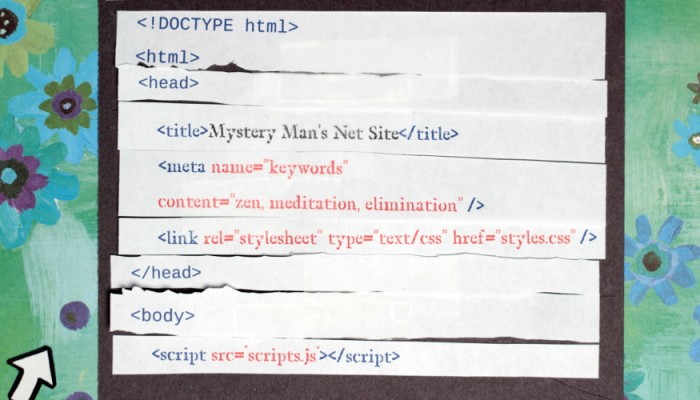 <!DOCTYPE html>
<html>
<head>
<title>Mystery Man's Net Site</title>
<meta name="keywords"
content="zen, meditation, elimination" />
<link rel="stylesheet" type="text/css" href="styles.css" />
</head>
<body>
<script src="scripts.js"></script>